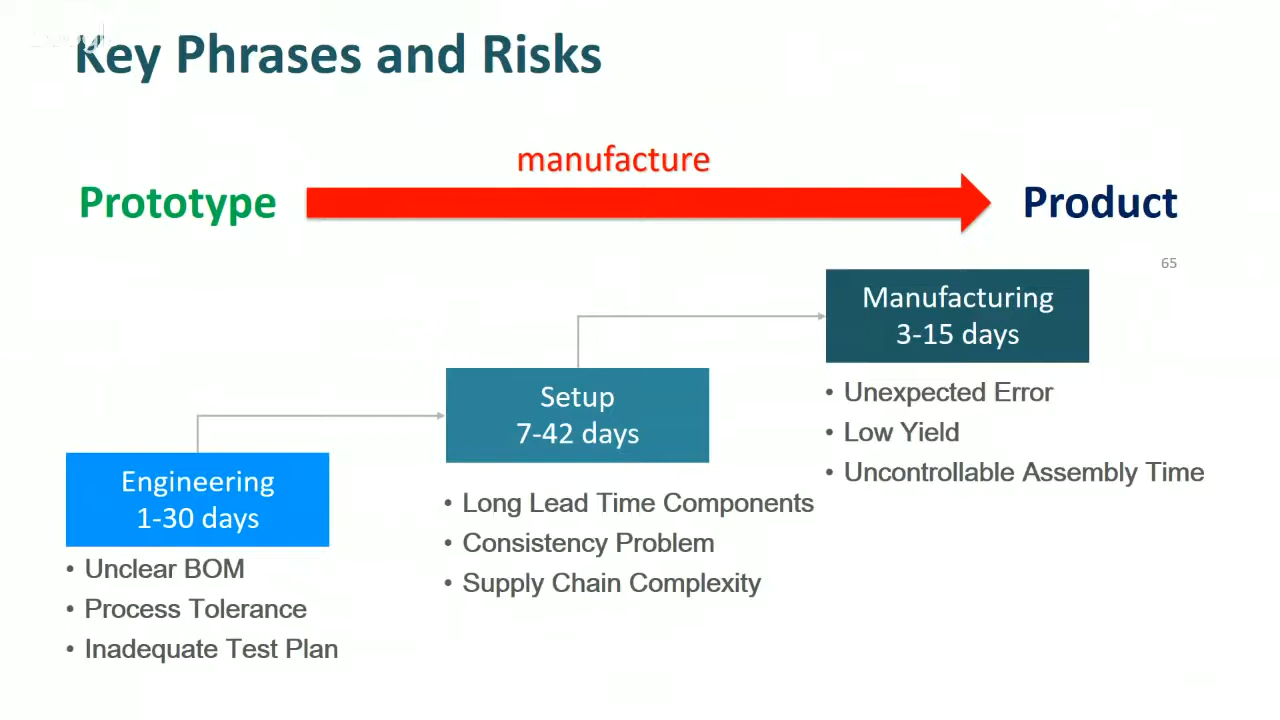 Key Phrases and Risks
manufacture
Prototype
Product
65
Manufacturing
3-15 days
• Unexpected Error
• Low Yield
• Uncontrollable Assembly Time
Setup
7-42 days
• Long Lead Time Components
• Consistency Problem
• Supply Chain Complexity
Engineering
1-30 days
• Unclear BOM
• Process Tolerance
• Inadequate Test Plan